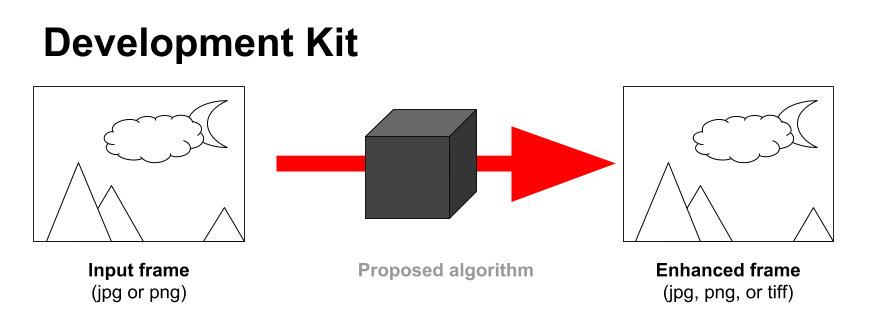 Development Kit
Input frame
(jpg or png)
Proposed algorithm
Enhanced frame
(jpg, png, or tiff)